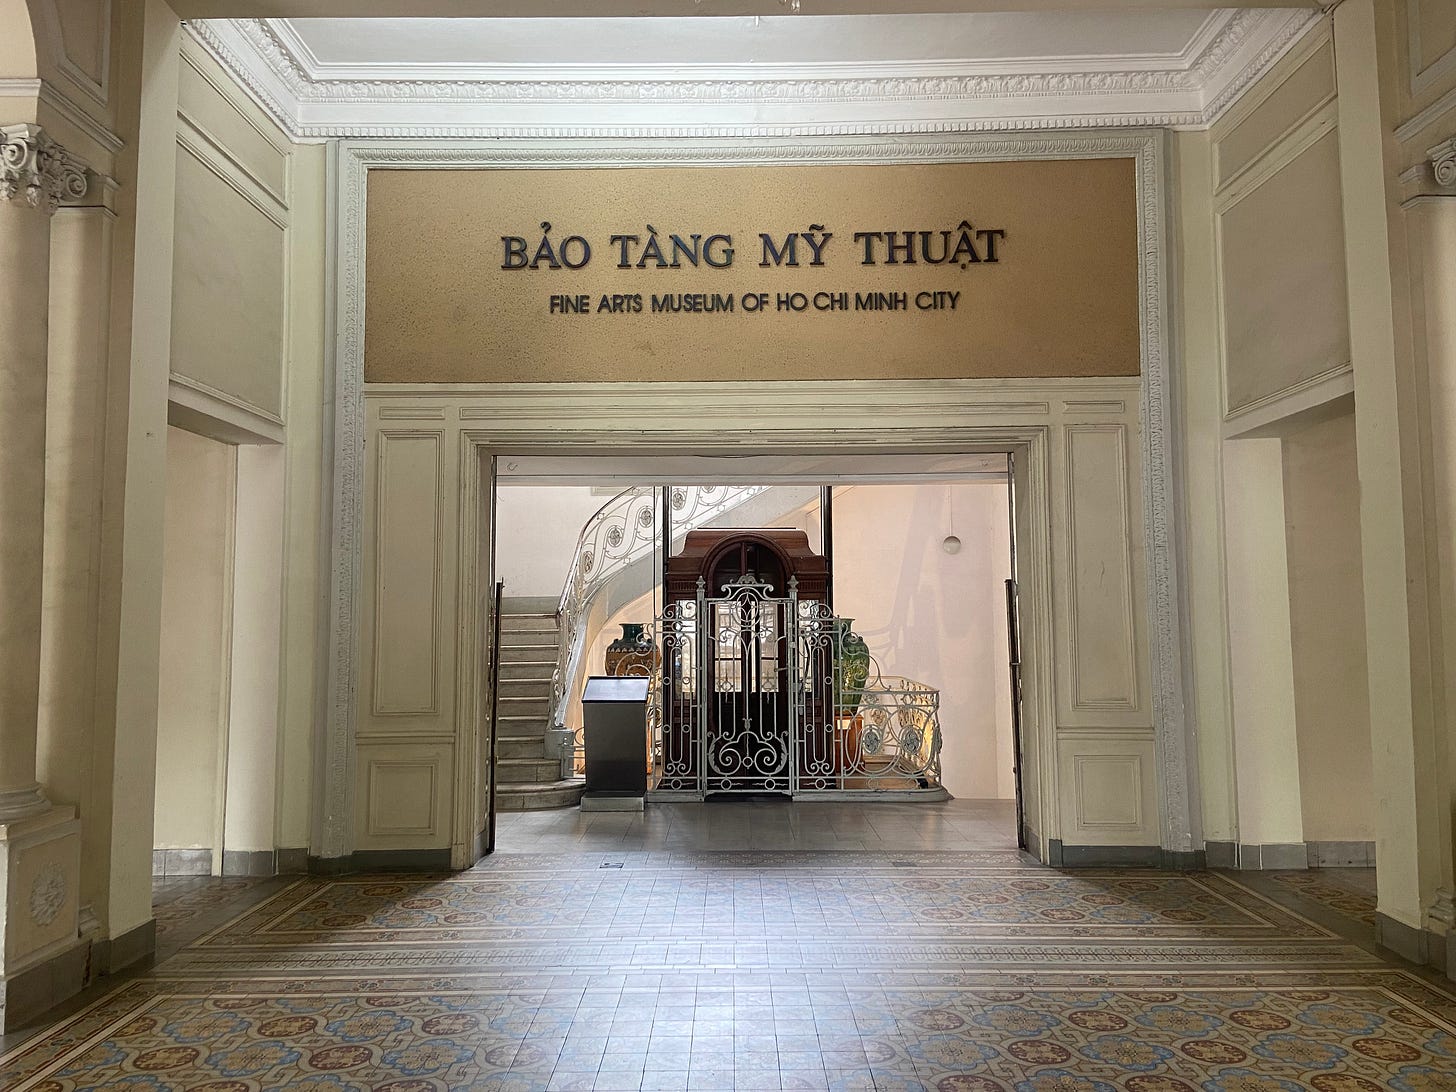 BẢO TÀNG MỸ THUẬT
FINE ARTS MUSEUM OF HO CHI MINH CITY